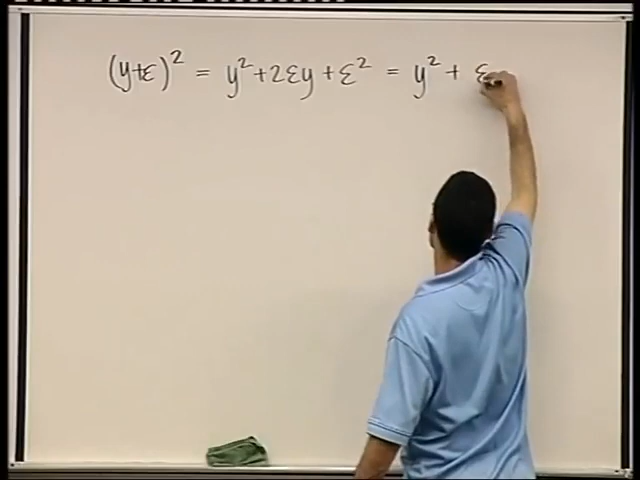 (y+ε)² = y²+2εy+ε² = y² + ε